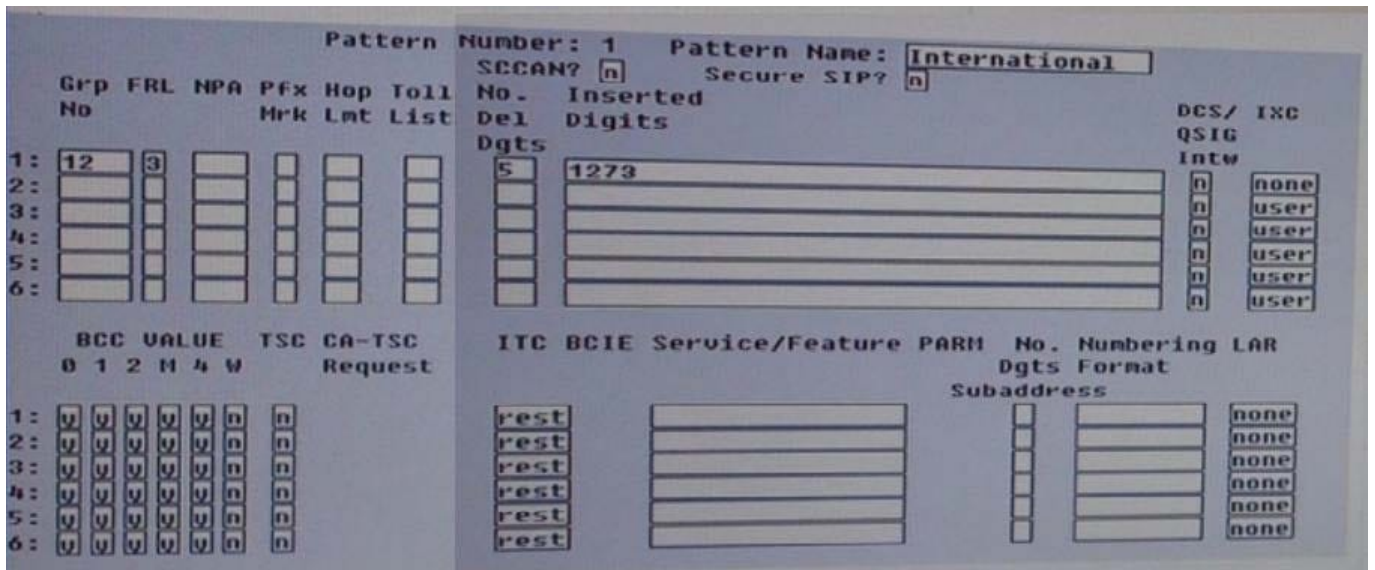 Pattern Number: 1 Pattern Name: International
SCCAN? n Secure SIP? n
Grp FRL NPA Pfx Hop Toll No. Inserted DCS/ IXC
No Mrk Lmt List Del Digits QSIG
Dgts Intw
1: 12 3 5 1273 n none
2: n user
3: n user
4: n user
5: n user
6: n user
BCC VALUE TSC CA-TSC ITC BCIE Service/Feature PARM No. Numbering LAR
0 1 2 M 4 W Request Dgts Format
Subaddress
1: y y y y y n n rest none
2: y y y y y n n rest none
3: y y y y y n n rest none
4: y y y y y n n rest none
5: y y y y y n n rest none
6: y y y y y n n rest none